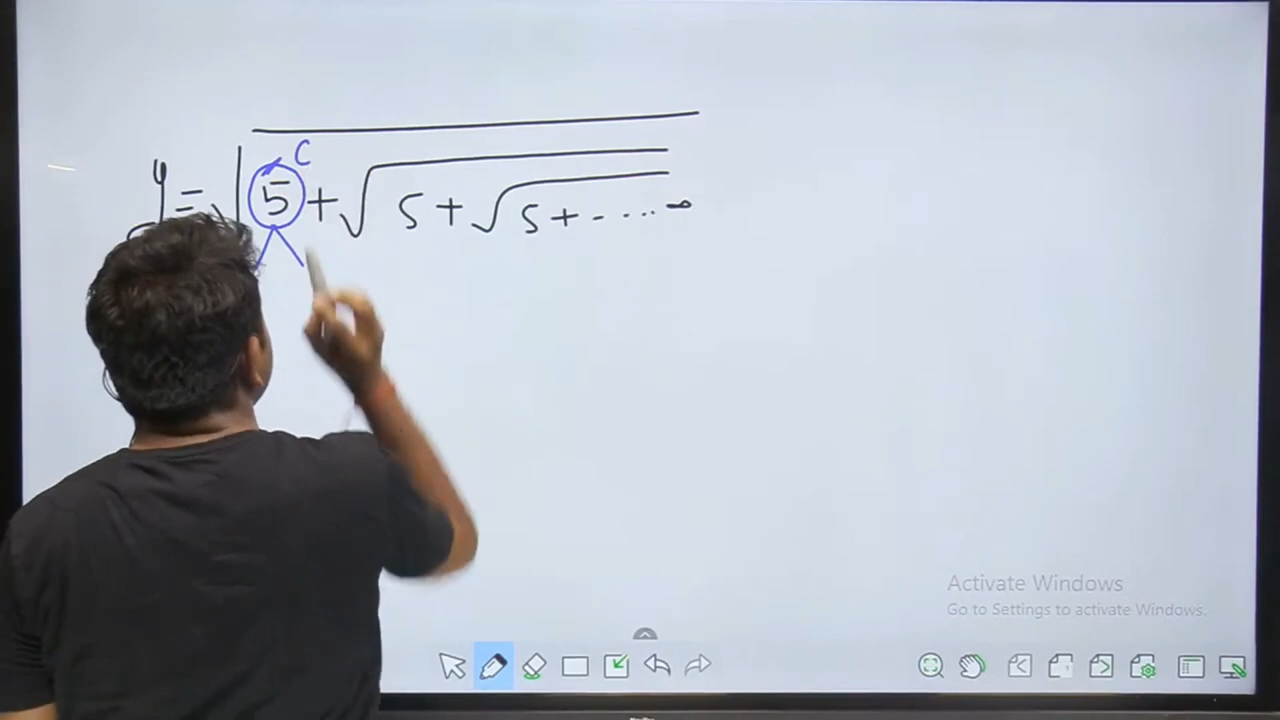 y = √5 + √5 + √5 + - ... ∞
C
Activate Windows
Go to Settings to activate Windows.